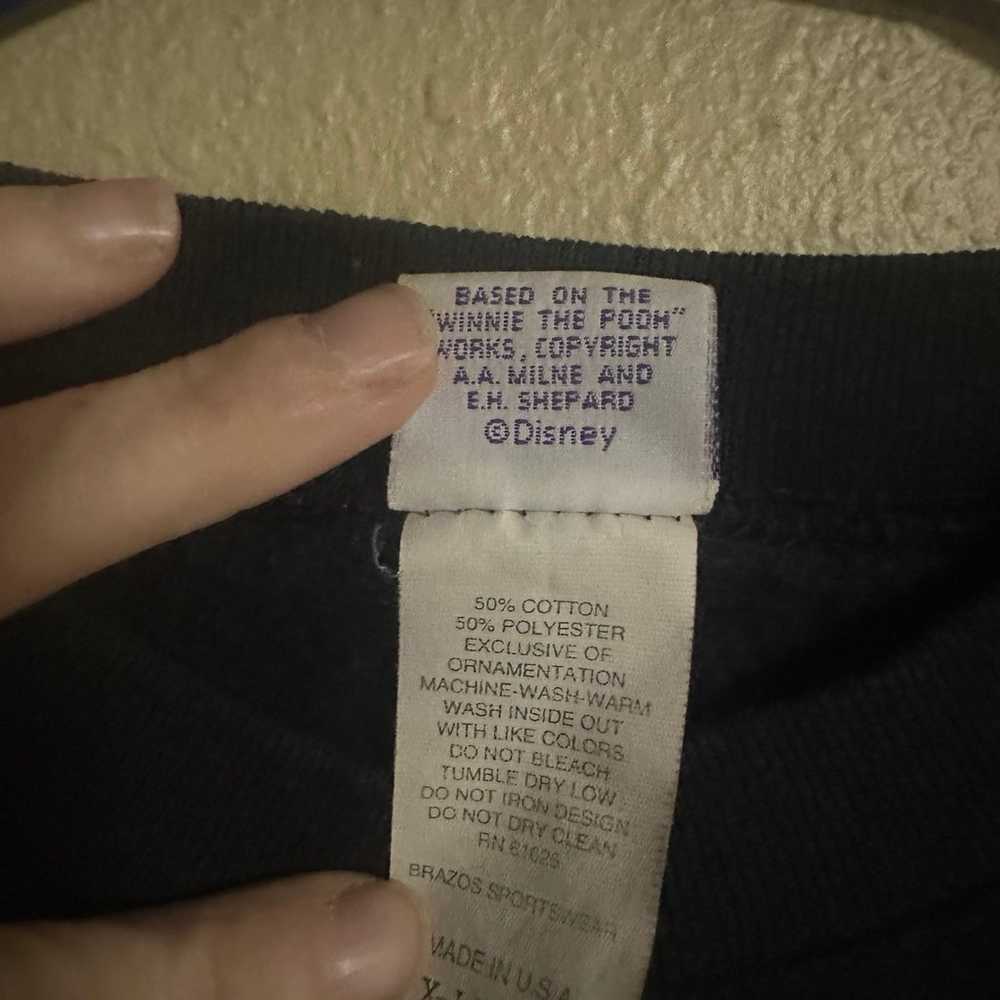 BASED ON THE
"WINNIE THE POOH"
WORKS, COPYRIGHT
A.A. MILNE AND
E.H. SHEPARD
©Disney
50% COTTON
50% POLYESTER
EXCLUSIVE OF
ORNAMENTATION
MACHINE-WASH-WARM
WASH INSIDE OUT
WITH LIKE COLORS
DO NOT BLEACH
TUMBLE DRY LOW
DO NOT IRON DESIGN
DO NOT DRY CLEAN
RN 61026
BRAZOS SPORTSWEAR
MADE IN U.S.A.